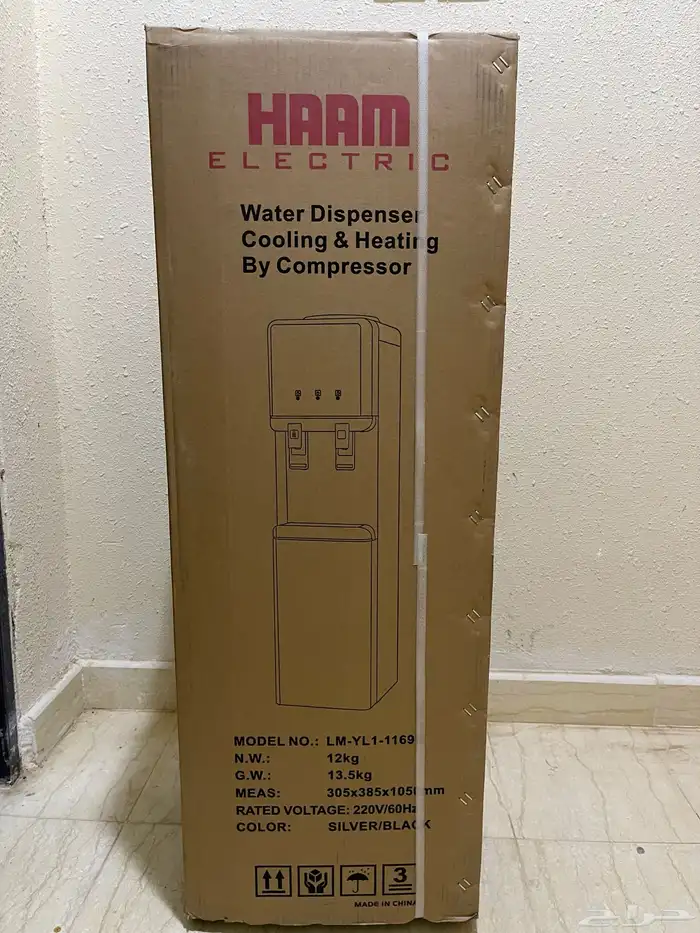 HAAM
ELECTRIC
Water Dispenser
Cooling & Heating
By Compressor
MODEL NO.: LM-YL1-1169
N.W.: 12kg
G.W.: 13.5kg
MEAS: 305x385x1050mm
RATED VOLTAGE: 220V/60Hz
COLOR: SILVER/BLACK
3
MADE IN CHINA
حراج